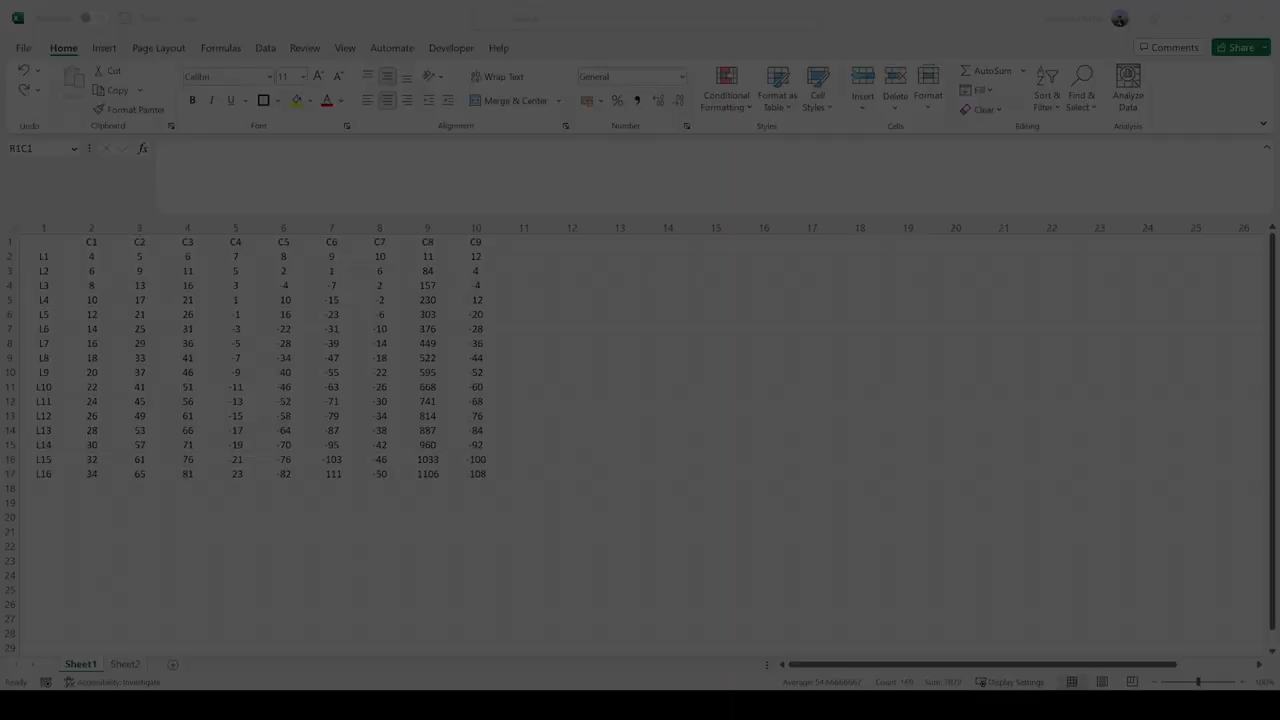 Search
File Home Insert Page Layout Formulas Data Review View Automate Developer Help Comments Share
Cut Calibri 11 Wrap Text General AutoSum
Copy B I U Merge & Center Conditional Formatting Format as Table Cell Styles Insert Delete Format Fill Sort & Filter Find & Select Analyze Data
Format Painter Clear
Undo Clipboard Font Alignment Number Styles Cells Editing Analysis
R1C1 fx
1 2 3 4 5 6 7 8 9 10 11 12 13 14 15 16 17 18 19 20 21 22 23 24 25 26
1 C1 C2 C3 C4 C5 C6 C7 C8 C9
2 L1 4 5 6 7 8 9 10 11 12
3 L2 6 9 11 5 2 1 6 84 4
4 L3 8 13 16 3 -4 -7 2 157 -4
5 L4 10 17 21 1 10 -15 -2 230 12
6 L5 12 21 26 -1 16 -23 -6 303 -20
7 L6 14 25 31 -3 -22 -31 -10 376 -28
8 L7 16 29 36 -5 -28 -39 -14 449 -36
9 L8 18 33 41 -7 -34 -47 -18 522 -44
10 L9 20 37 46 -9 40 -55 -22 595 -52
11 L10 22 41 51 -11 -46 -63 -26 668 -60
12 L11 24 45 56 -13 -52 -71 -30 741 -68
13 L12 26 49 61 -15 -58 -79 -34 814 -76
14 L13 28 53 66 -17 -64 -87 -38 887 -84
15 L14 30 57 71 -19 -70 -95 -42 960 -92
16 L15 32 61 76 -21 -76 -103 -46 1033 -100
17 L16 34 65 81 23 -82 111 -50 1106 -108
18
19
20
21
22
23
24
25
26
27
28
29
Sheet1 Sheet2
Ready Accessibility: Investigate Average: 54.66666667 Count: 169 Sum: 7872 Display Settings 100%